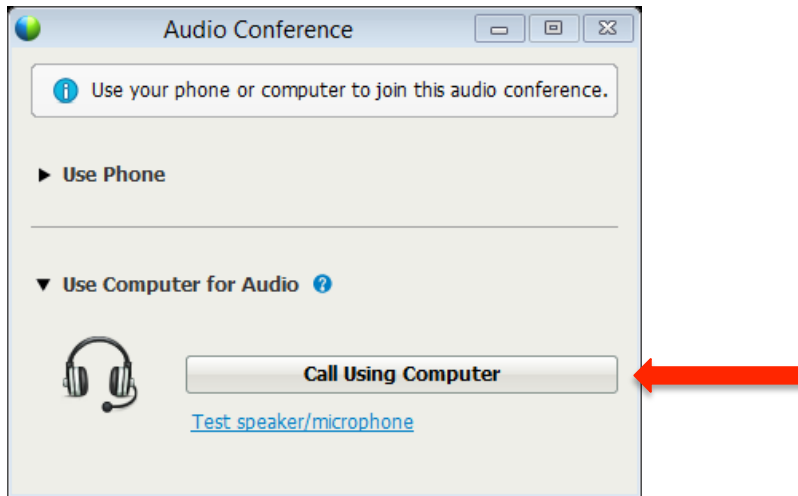 Audio Conference
Use your phone or computer to join this audio conference.
Use Phone
Use Computer for Audio
Call Using Computer
Test speaker/microphone